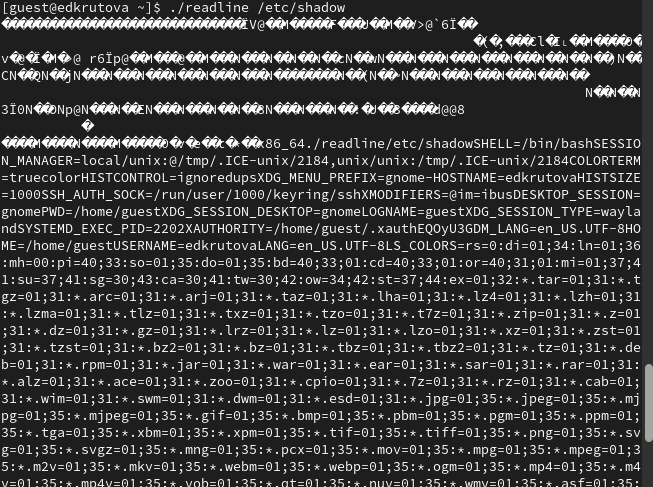 [guest@edkrutova ~]$ ./readline /etc/shadow
x86_64./readline/etc/shadowSHELL=/bin/bashSESSIO
N_MANAGER=local/unix:@/tmp/.ICE-unix/2184,unix/unix:/tmp/.ICE-unix/2184COLORTERM
=truecolorHISTCONTROL=ignoredupsXDG_MENU_PREFIX=gnome-HOSTNAME=edkrutovaHISTSIZE
=1000SSH_AUTH_SOCK=/run/user/1000/keyring/sshXMODIFIERS=@im=ibusDESKTOP_SESSION=
gnomePWD=/home/guestXDG_SESSION_DESKTOP=gnomeLOGNAME=guestXDG_SESSION_TYPE=wayla
ndSYSTEMD_EXEC_PID=2202XAUTHORITY=/home/guest/.xauthEQOyU3GDM_LANG=en_US.UTF-8HO
ME=/home/guestUSERNAME=edkrutovaLANG=en_US.UTF-8LS_COLORS=rs=0:di=01;34:ln=01;36
:mh=00:pi=40;33:so=01;35:do=01;35:bd=40;33;01:cd=40;33;01:or=40;31;01:mi=01;37;4
1:su=37;41:sg=30;43:ca=30;41:tw=30;42:ow=34;42:st=37;44:ex=01;32:*.tar=01;31:*.t
gz=01;31:*.arc=01;31:*.arj=01;31:*.taz=01;31:*.lha=01;31:*.lz4=01;31:*.lzh=01;31
:*.lzma=01;31:*.tlz=01;31:*.txz=01;31:*.tzo=01;31:*.t7z=01;31:*.zip=01;31:*.z=01
;31:*.dz=01;31:*.gz=01;31:*.lrz=01;31:*.lz=01;31:*.lzo=01;31:*.xz=01;31:*.zst=01
;31:*.tzst=01;31:*.bz2=01;31:*.bz=01;31:*.tbz=01;31:*.tbz2=01;31:*.tz=01;31:*.de
b=01;31:*.rpm=01;31:*.jar=01;31:*.war=01;31:*.ear=01;31:*.sar=01;31:*.rar=01;31:
*.alz=01;31:*.ace=01;31:*.zoo=01;31:*.cpio=01;31:*.7z=01;31:*.rz=01;31:*.cab=01;
31:*.wim=01;31:*.swm=01;31:*.dwm=01;31:*.esd=01;31:*.jpg=01;35:*.jpeg=01;35:*.mj
pg=01;35:*.mjpeg=01;35:*.gif=01;35:*.bmp=01;35:*.pbm=01;35:*.pgm=01;35:*.ppm=01;
35:*.tga=01;35:*.xbm=01;35:*.xpm=01;35:*.tif=01;35:*.tiff=01;35:*.png=01;35:*.sv
g=01;35:*.svgz=01;35:*.mng=01;35:*.pcx=01;35:*.mov=01;35:*.mpg=01;35:*.mpeg=01;3
5:*.m2v=01;35:*.mkv=01;35:*.webm=01;35:*.webp=01;35:*.ogm=01;35:*.mp4=01;35:*.m4
v=01;35:*.mp4v=01;35:*.vob=01;35:*.qt=01;35:*.nuv=01;35:*.wmv=01;35:*.asf=01;35: